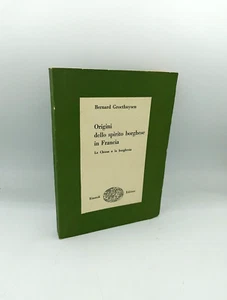 Bernard Groethuysen
Origini
dello spirito borghese
in Francia
La Chiesa e la borghesia
Einaudi Editore